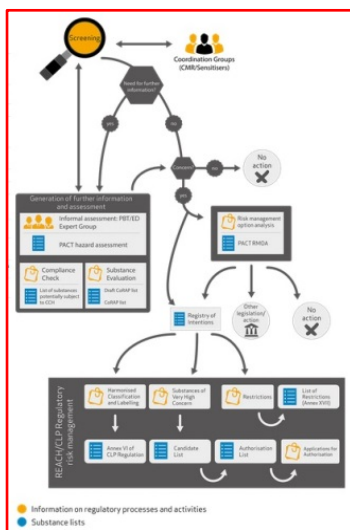 Screening
Coordination Groups
(CMR/Sensitisers)
Need for further
information?
yes
no
Concern?
no
No
action
yes
Generation of further information
and assessment
Informal assessment: PBT/ED
Expert Group
PACT hazard assessment
Compliance
Check
List of substances
potentially subject
to CCH
Substance
Evaluation
Draft CoRAP list
CoRAP list
Risk management
option analysis
PACT RMOA
Registry of
Intentions
Other
legislation/
action
No
action
REACH/CLP Regulatory
risk management
Harmonised
Classification
and Labelling
Substances of
Very High
Concern
Restrictions
List of
Restrictions
(Annex XVII)
Annex VI of
CLP Regulation
Candidate
List
Authorisation
List
Applications for
Authorisation
Information on regulatory processes and activities
Substance lists